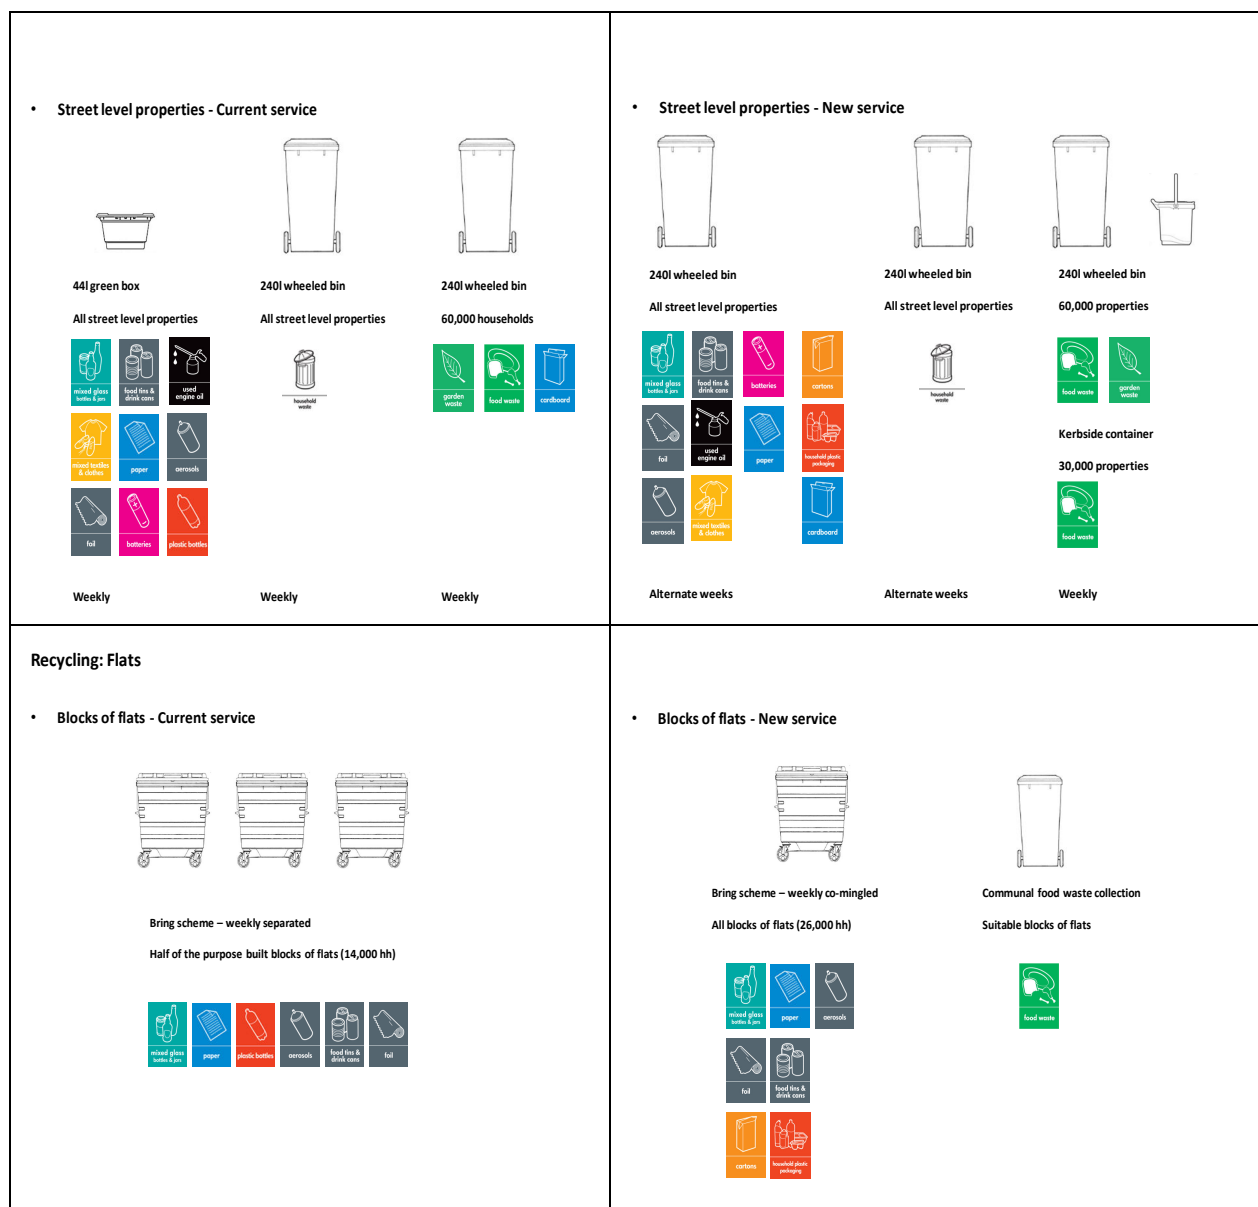 • Street level properties - Current service
44l green box
240l wheeled bin
240l wheeled bin
All street level properties
All street level properties
60,000 households
mixed glass
bottles & jars
food tins &
drink cans
used
engine oil
household
waste
garden
waste
food waste
cardboard
mixed textiles
& clothes
paper
aerosols
foil
batteries
plastic bottles
Weekly
Weekly
Weekly
• Street level properties - New service
240l wheeled bin
240l wheeled bin
240l wheeled bin
All street level properties
All street level properties
60,000 properties
mixed glass
bottles & jars
food tins &
drink cans
batteries
cartons
household
waste
food waste
garden
waste
foil
used
engine oil
paper
household plastic
packaging
Kerbside container
30,000 properties
aerosols
mixed textiles
& clothes
cardboard
food waste
Alternate weeks
Alternate weeks
Weekly
Recycling: Flats
• Blocks of flats - Current service
Bring scheme – weekly separated
Half of the purpose built blocks of flats (14,000 hh)
mixed glass
bottles & jars
paper
plastic bottles
aerosols
food tins &
drink cans
foil
• Blocks of flats - New service
Bring scheme – weekly co-mingled
Communal food waste collection
All blocks of flats (26,000 hh)
Suitable blocks of flats
mixed glass
bottles & jars
paper
aerosols
food waste
foil
food tins &
drink cans
cartons
household plastic
packaging